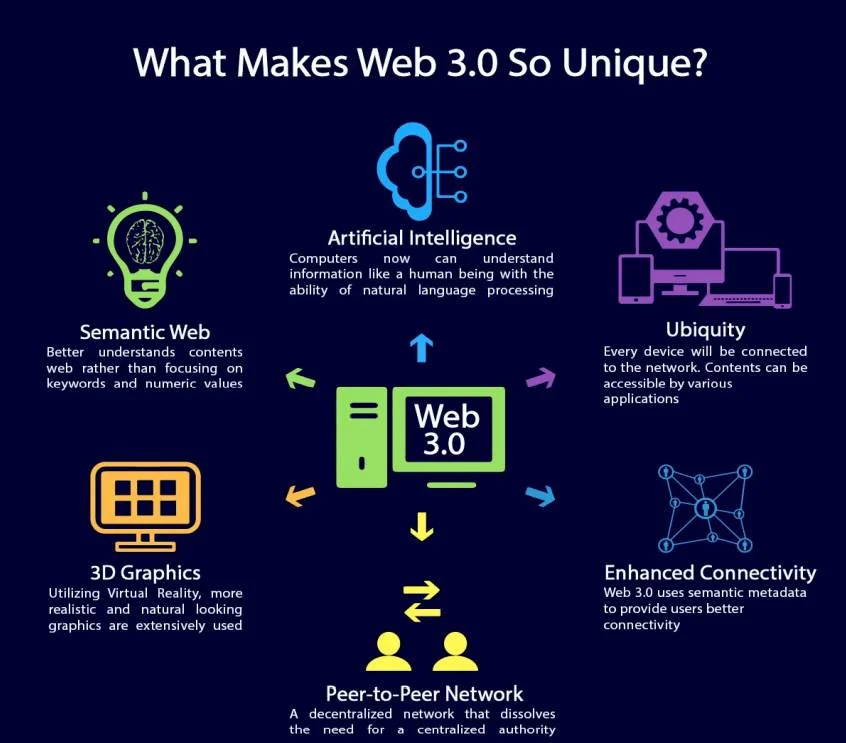 What Makes Web 3.0 So Unique?
Artificial Intelligence
Computers now can understand
information like a human being with the
ability of natural language processing
Semantic Web
Better understands contents
web rather than focusing on
keywords and numeric values
Ubiquity
Every device will be connected
to the network. Contents can be
accessible by various
applications
Web
3.0
3D Graphics
Utilizing Virtual Reality, more
realistic and natural looking
graphics are extensively used
Enhanced Connectivity
Web 3.0 uses semantic metadata
to provide users better
connectivity
Peer-to-Peer Network
A decentralized network that dissolves
the need for a centralized authority